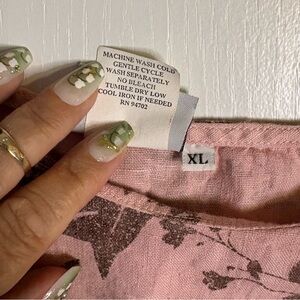 MACHINE WASH COLD
GENTLE CYCLE
WASH SEPARATELY
NO BLEACH
TUMBLE DRY LOW
COOL IRON IF NEEDED
RN 94702
XL